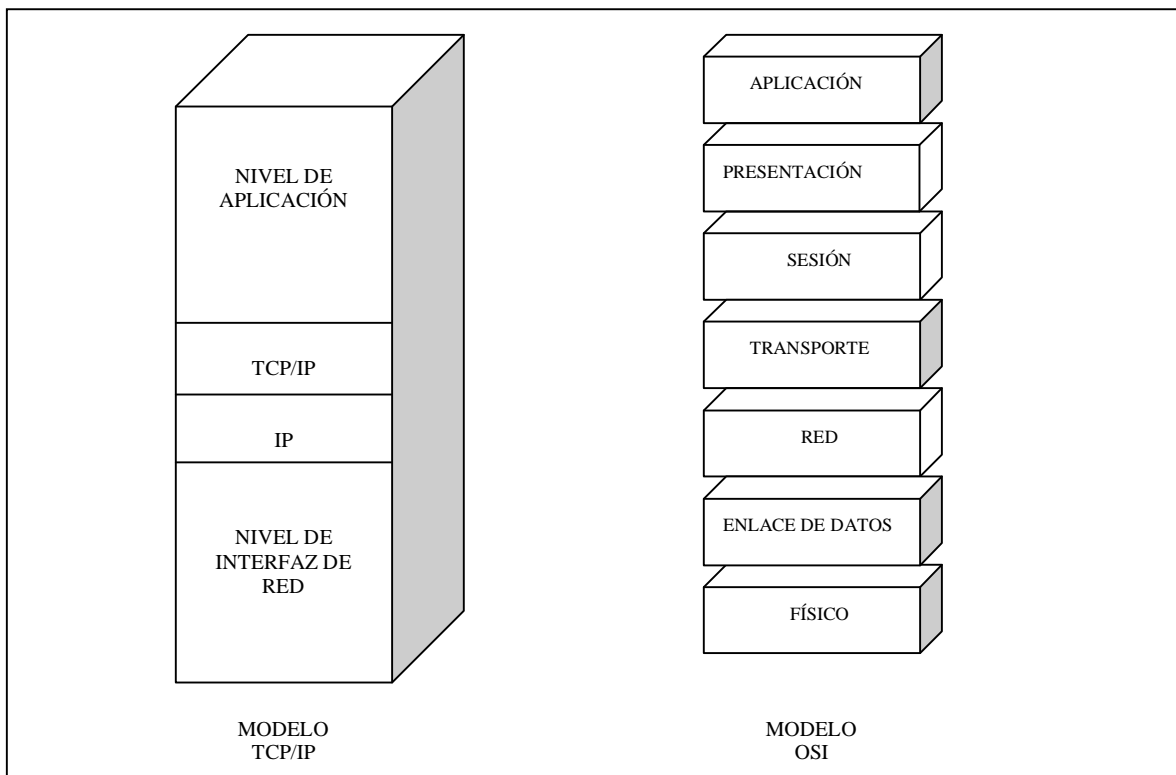 NIVEL DE
APLICACIÓN
TCP/IP
IP
NIVEL DE
INTERFAZ DE
RED
MODELO
TCP/IP
APLICACIÓN
PRESENTACIÓN
SESIÓN
TRANSPORTE
RED
ENLACE DE DATOS
FÍSICO
MODELO
OSI